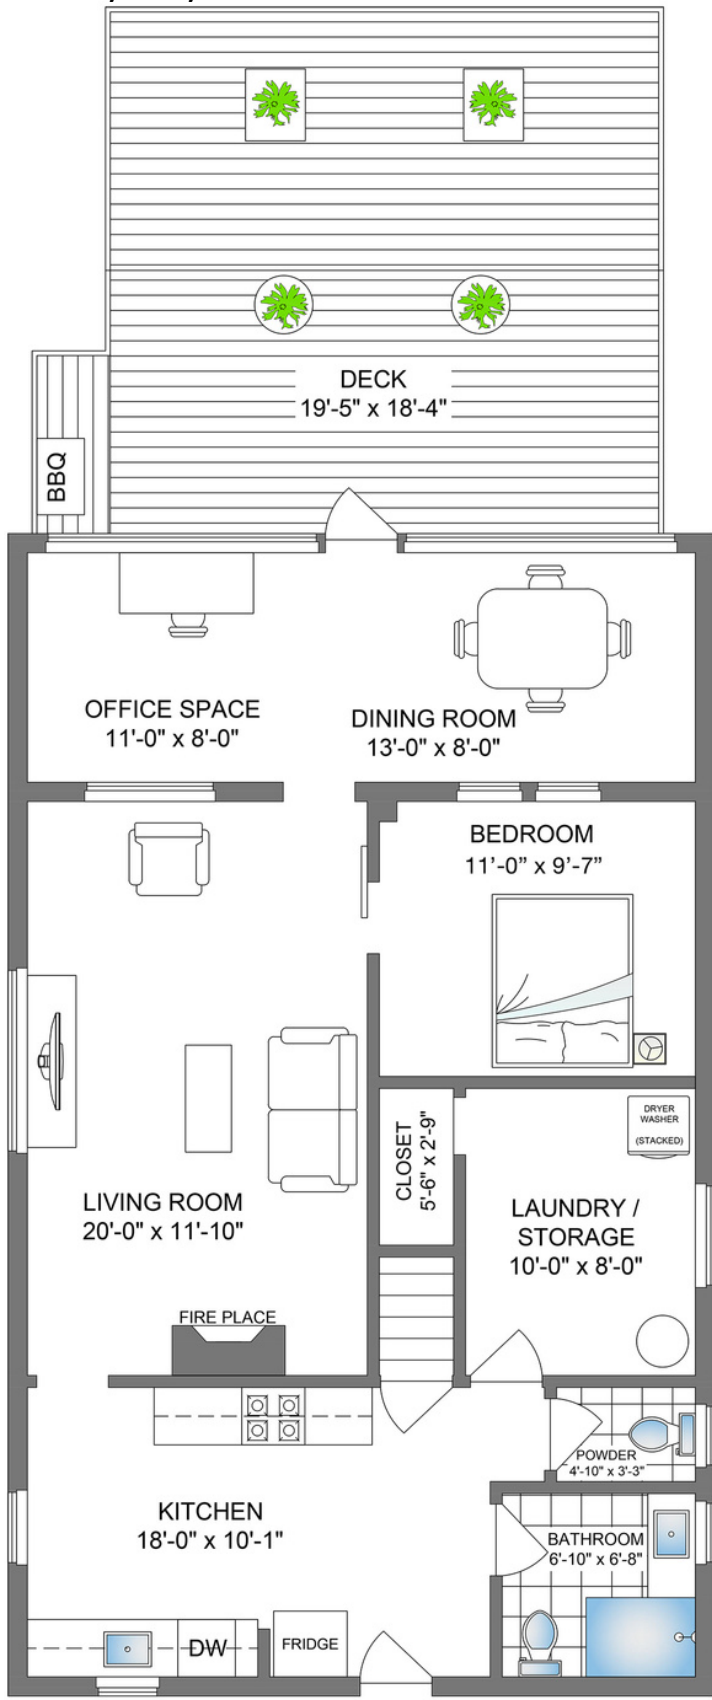 DECK
19'-5" x 18'-4"
BBQ
OFFICE SPACE
11'-0" x 8'-0"
DINING ROOM
13'-0" x 8'-0"
BEDROOM
11’-0” x 9’-7”
DRYER
WASHER
(STACKED)
CLOSET
5'-6" x 2'-9"
LIVING ROOM
20'-0" x 11'-10"
LAUNDRY /
STORAGE
10'-0" x 8'-0"
FIRE PLACE
POWDER
4'-10" x 3'-3"
KITCHEN
18'-0" x 10'-1"
BATHROOM
6'-10" x 6'-8"
DW
FRIDGE